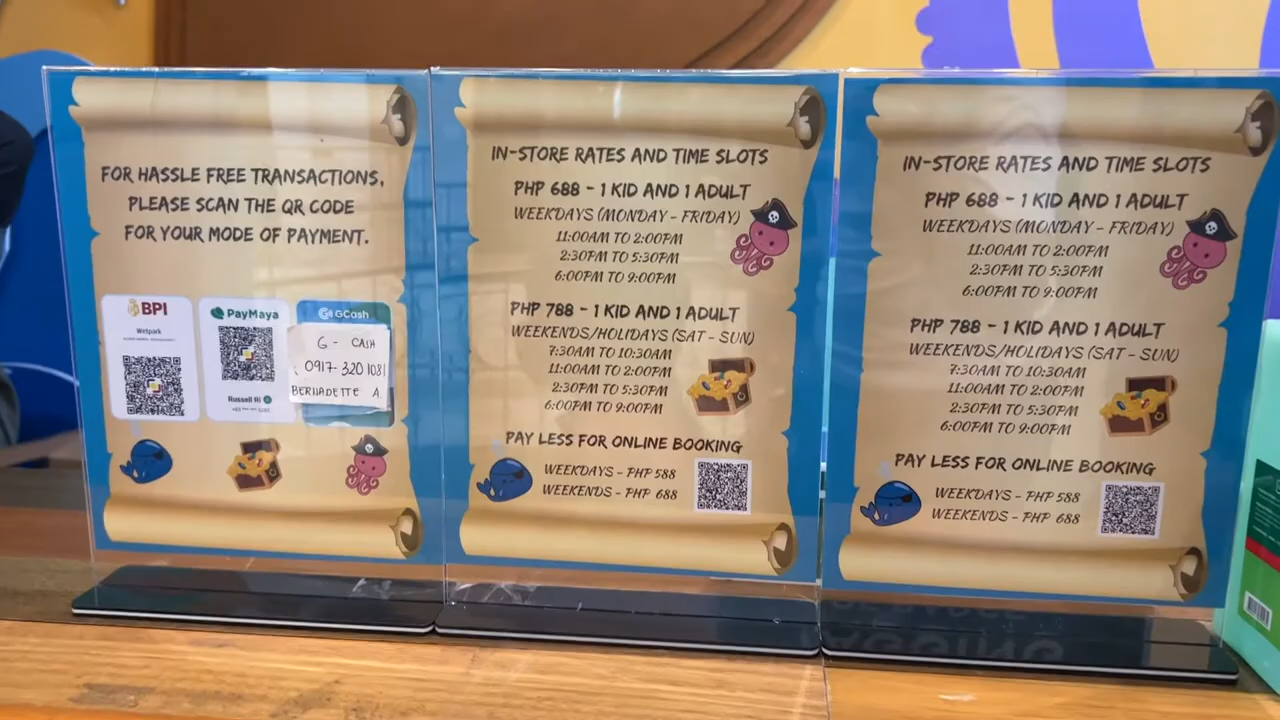 FOR HASSLE FREE TRANSACTIONS,
PLEASE SCAN THE QR CODE
FOR YOUR MODE OF PAYMENT.
BPI
Wetpark
PayMaya
Russell Ri
GCash
G - CASH
0917-320 1031
BERNADETTE A.
IN-STORE RATES AND TIME SLOTS
PHP 688 - 1 KID AND 1 ADULT
WEEKDAYS (MONDAY - FRIDAY)
11:00AM TO 2:00PM
2:30PM TO 5:30PM
6:00PM TO 9:00PM
PHP 788 - 1 KID AND 1 ADULT
WEEKENDS/HOLIDAYS (SAT - SUN)
7:30AM TO 10:30AM
11:00AM TO 2:00PM
2:30PM TO 5:30PM
6:00PM TO 9:00PM
PAY LESS FOR ONLINE BOOKING
WEEKDAYS - PHP 588
WEEKENDS - PHP 688
IN-STORE RATES AND TIME SLOTS
PHP 688 - 1 KID AND 1 ADULT
WEEKDAYS (MONDAY - FRIDAY)
11:00AM TO 2:00PM
2:30PM TO 5:30PM
6:00PM TO 9:00PM
PHP 788 - 1 KID AND 1 ADULT
WEEKENDS/HOLIDAYS (SAT - SUN)
7:30AM TO 10:30AM
11:00AM TO 2:00PM
2:30PM TO 5:30PM
6:00PM TO 9:00PM
PAY LESS FOR ONLINE BOOKING
WEEKDAYS - PHP 588
WEEKENDS - PHP 688